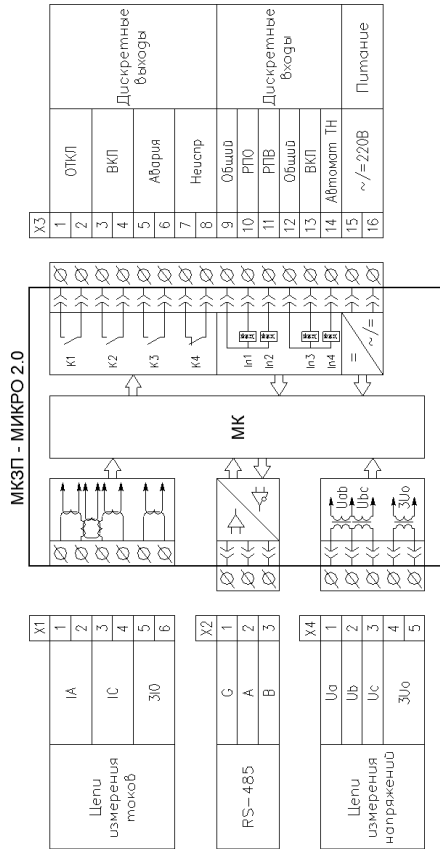 МКЗП - МИКРО 2.0
Цепи
измерения
токов
X1
IA
1
2
IC
3
4
3I0
5
6
RS-485
X2
G
1
A
2
B
3
Цепи
измерения
напряжений
X4
Ua
1
Ub
2
Uc
3
3Uo
4
5
Uab
Ubc
3Uo
МК
К1
К2
К3
К4
In1
In2
In3
In4
=
~/=
X3
1
2
ОТКЛ
3
4
ВКЛ
5
6
Авария
7
8
Неиспр
Дискретные
выходы
9
Общий
10
РПО
11
РПВ
12
Общий
13
ВКЛ
14
Автомат ТН
Дискретные
входы
15
16
~/=220В
Питание